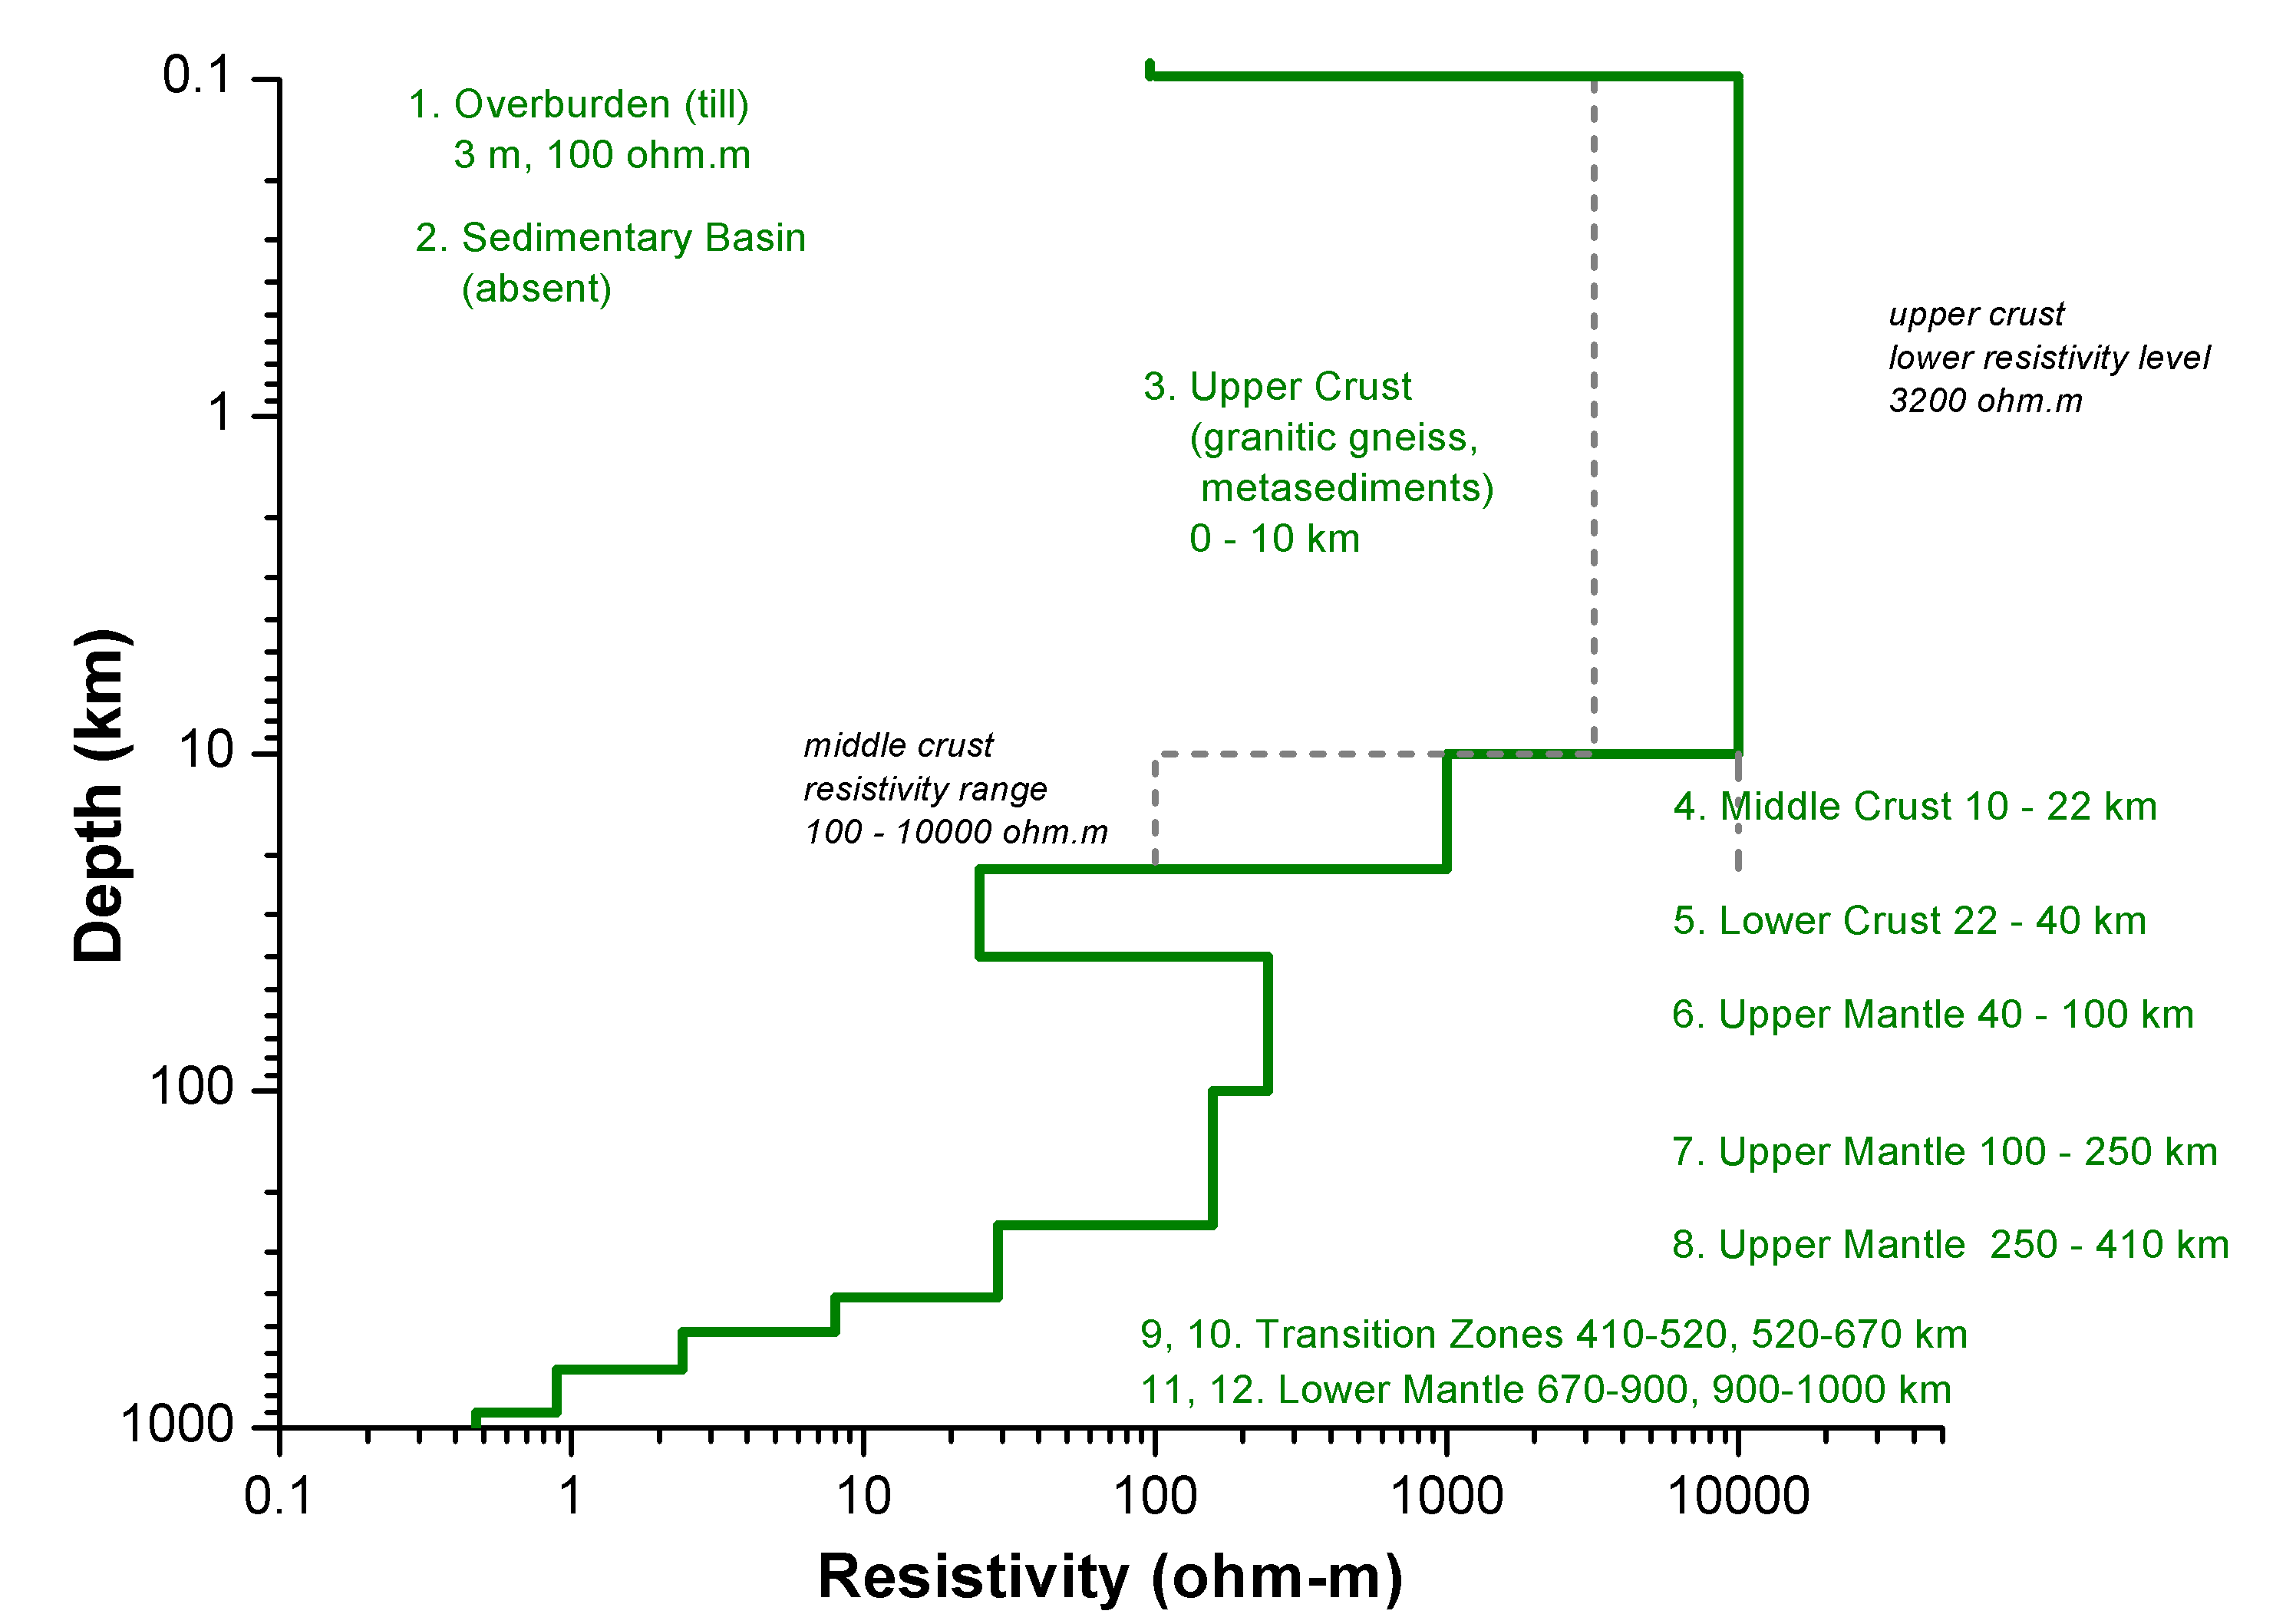 0.1
1. Overburden (till)
3 m, 100 ohm.m
2. Sedimentary Basin
(absent)
upper crust
lower resistivity level
3200 ohm.m
3. Upper Crust
(granitic gneiss,
metasediments)
0 - 10 km
1
Depth (km)
10
middle crust
resistivity range
100 - 10000 ohm.m
4. Middle Crust 10 - 22 km
5. Lower Crust 22 - 40 km
6. Upper Mantle 40 - 100 km
100
7. Upper Mantle 100 - 250 km
8. Upper Mantle  250 - 410 km
9, 10. Transition Zones 410-520, 520-670 km
11, 12. Lower Mantle 670-900, 900-1000 km
1000
0.1 1 10 100 1000 10000
Resistivity (ohm-m)